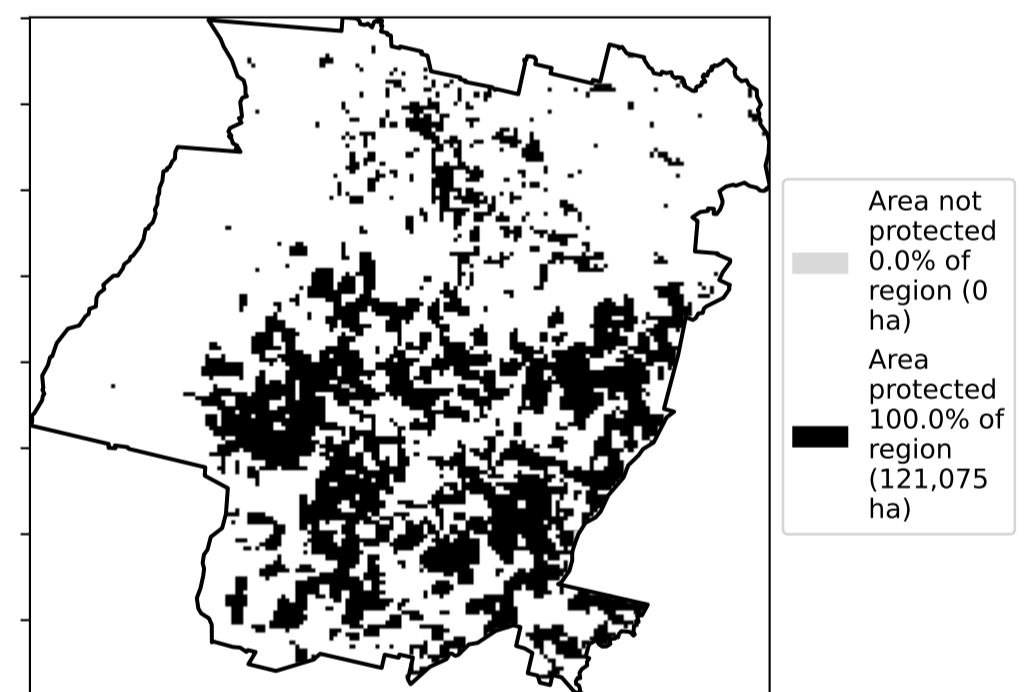 Area not
protected
0.0% of
region (0
ha)
Area
protected
100.0% of
region
(121,075
ha)